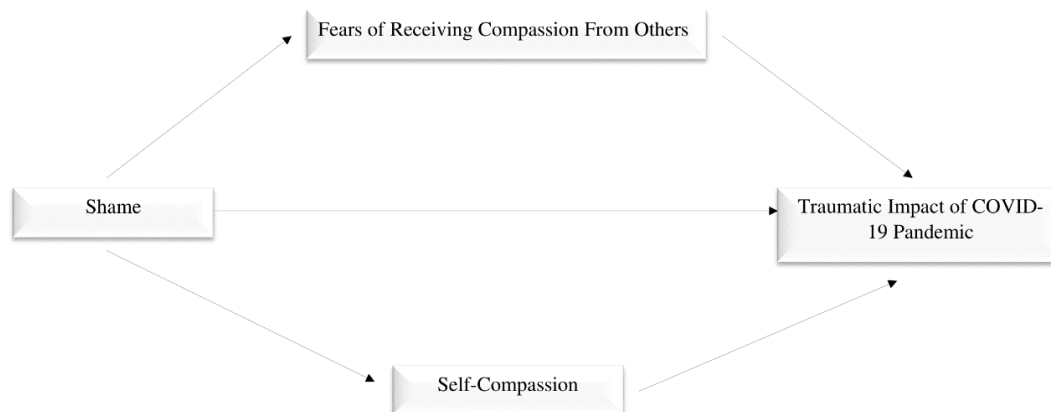 Fears of Receiving Compassion From Others
Shame
Traumatic Impact of COVID-
19 Pandemic
Self-Compassion